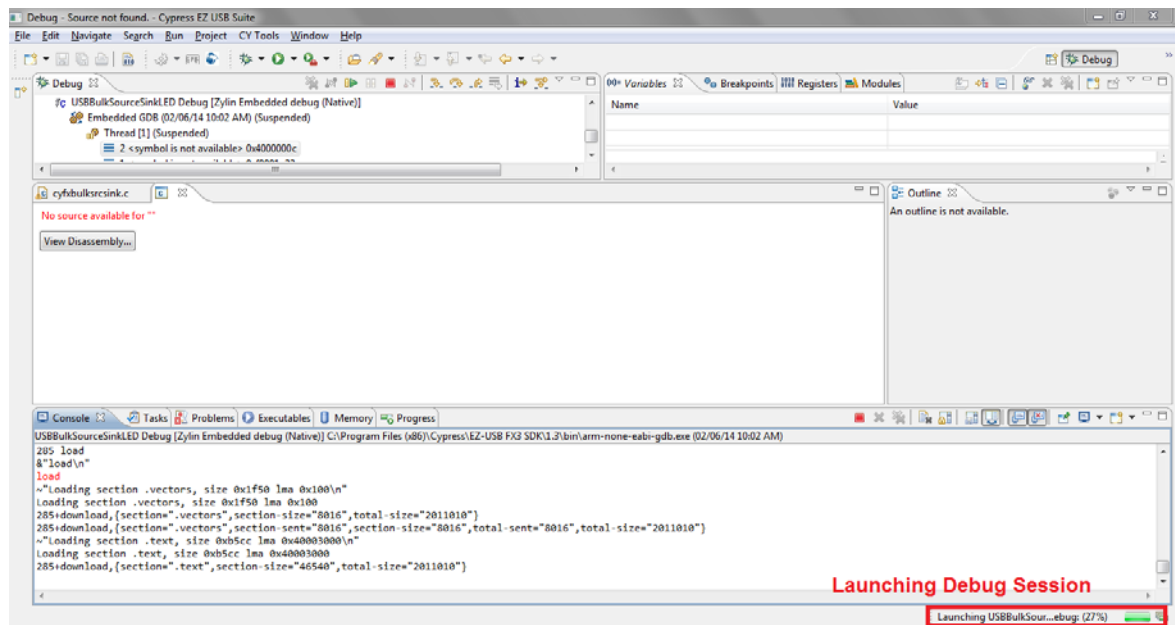 Debug - Source not found. - Cypress EZ USB Suite
File Edit Navigate Search Run Project CY Tools Window Help
Debug
Debug
USBBulkSourceSinkLED Debug [Zylin Embedded debug (Native)]
Embedded GDB (02/06/14 10:02 AM) (Suspended)
Thread [1] (Suspended)
2 <symbol is not available> 0x4000000c
Variables Breakpoints Registers Modules
Name Value
cyfxbulksrcsink.c
No source available for ""
View Disassembly...
Outline
An outline is not available.
Console Tasks Problems Executables Memory Progress
USBBulkSourceSinkLED Debug [Zylin Embedded debug (Native)] C:\Program Files (x86)\Cypress\EZ-USB FX3 SDK\1.3\bin\arm-none-eabi-gdb.exe (02/06/14 10:02 AM)
285 load
&"load\n"
load
~"Loading section .vectors, size 0x1f50 lma 0x100\n"
Loading section .vectors, size 0x1f50 lma 0x100
285+download,{section=".vectors",section-size="8016",total-size="2011010"}
285+download,{section=".vectors",section-sent="8016",section-size="8016",total-sent="8016",total-size="2011010"}
~"Loading section .text, size 0xb5cc lma 0x40003000\n"
Loading section .text, size 0xb5cc lma 0x40003000
285+download,{section=".text",section-size="46540",total-size="2011010"}
Launching Debug Session
Launching USBBulkSour...ebug: (27%)